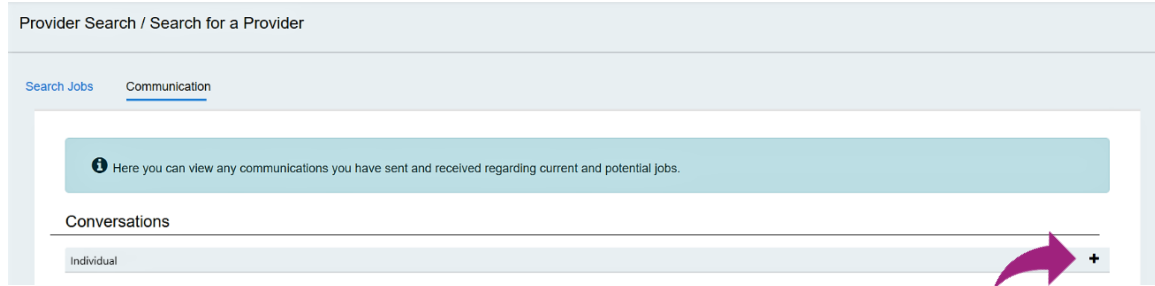 Provider Search / Search for a Provider
Search Jobs Communication
Here you can view any communications you have sent and received regarding current and potential jobs.
Conversations
Individual